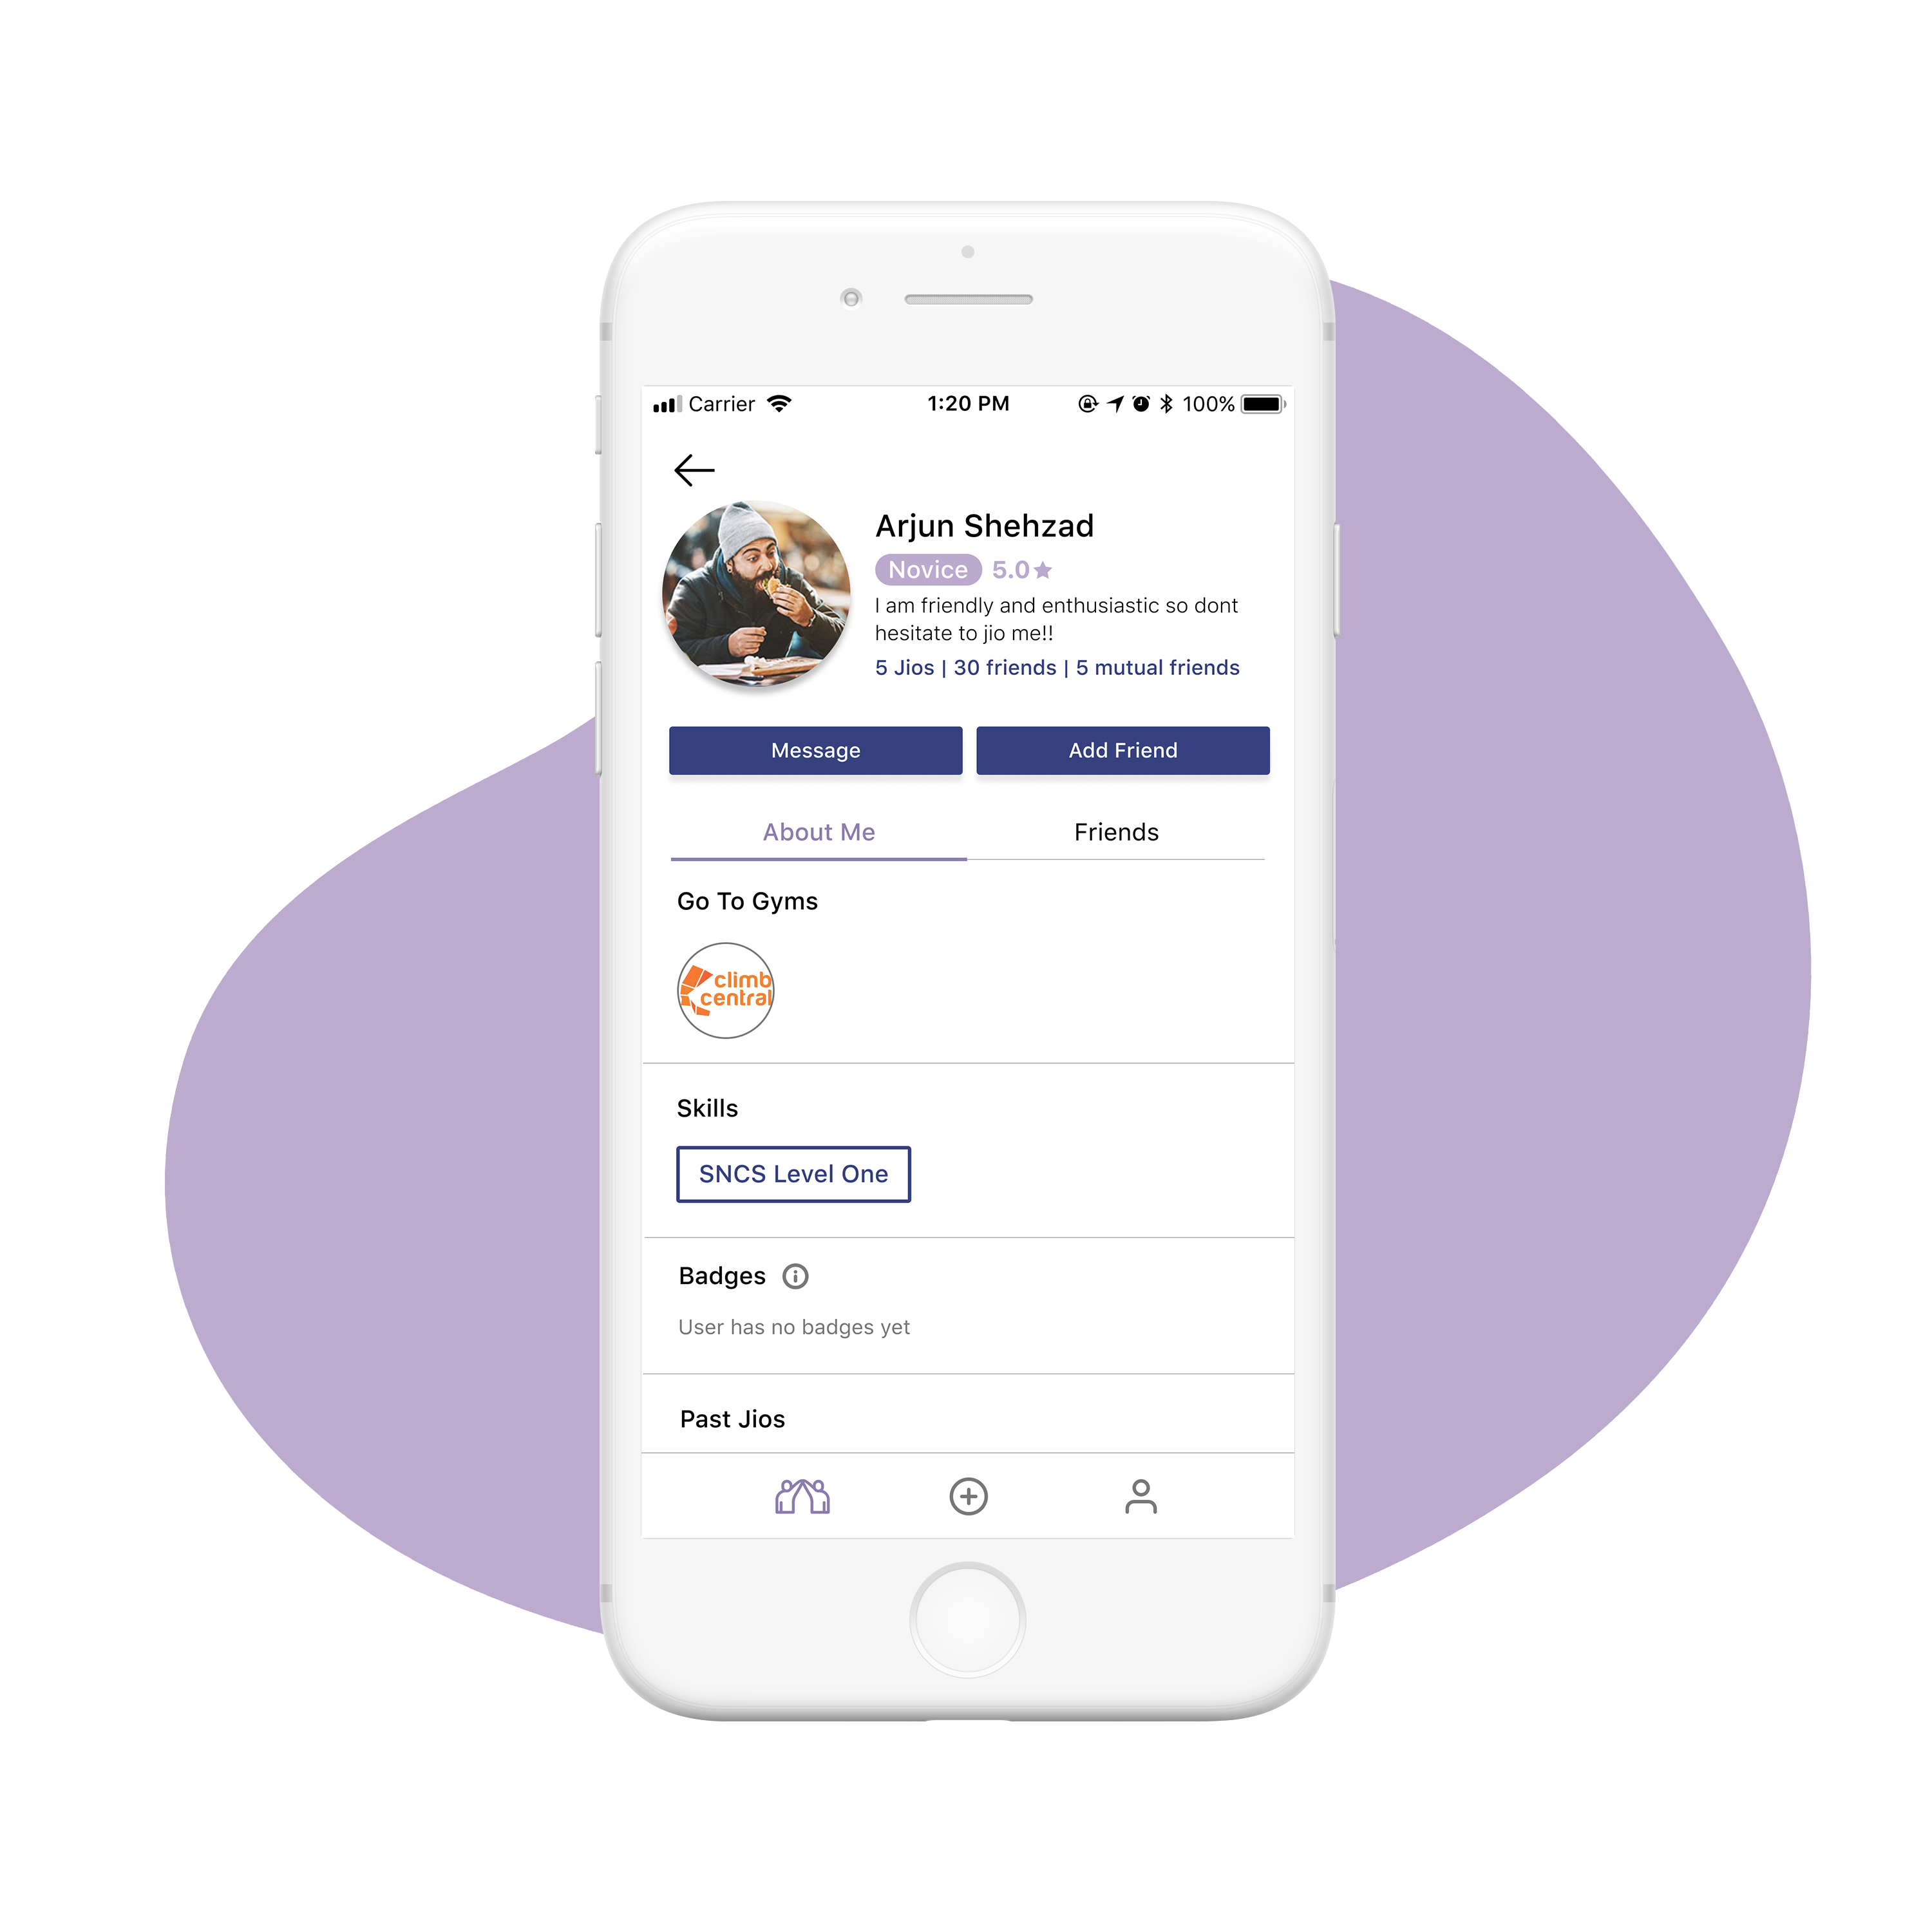 Carrier 1:20 PM 100%
Arjun Shehzad
Novice 5.0
I am friendly and enthusiastic so dont
hesitate to jio me!!
5 Jios | 30 friends | 5 mutual friends
Message Add Friend
About Me Friends
Go To Gyms
climb
central
Skills
SNCS Level One
Badges
User has no badges yet
Past Jios